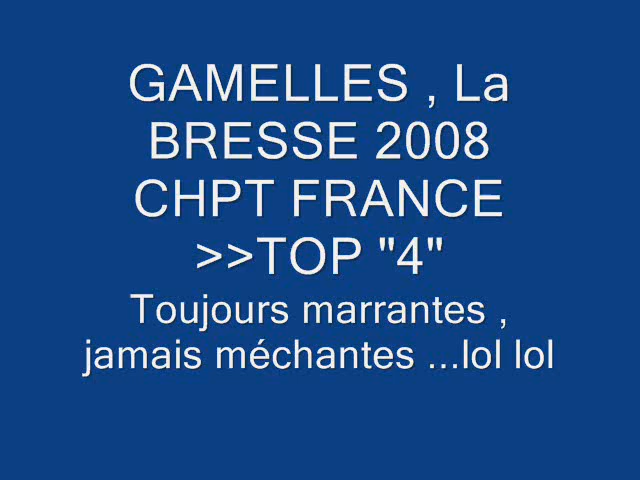 GAMELLES , La
BRESSE 2008
CHPT FRANCE
>>TOP "4"
Toujours marrantes ,
jamais méchantes ...lol lol